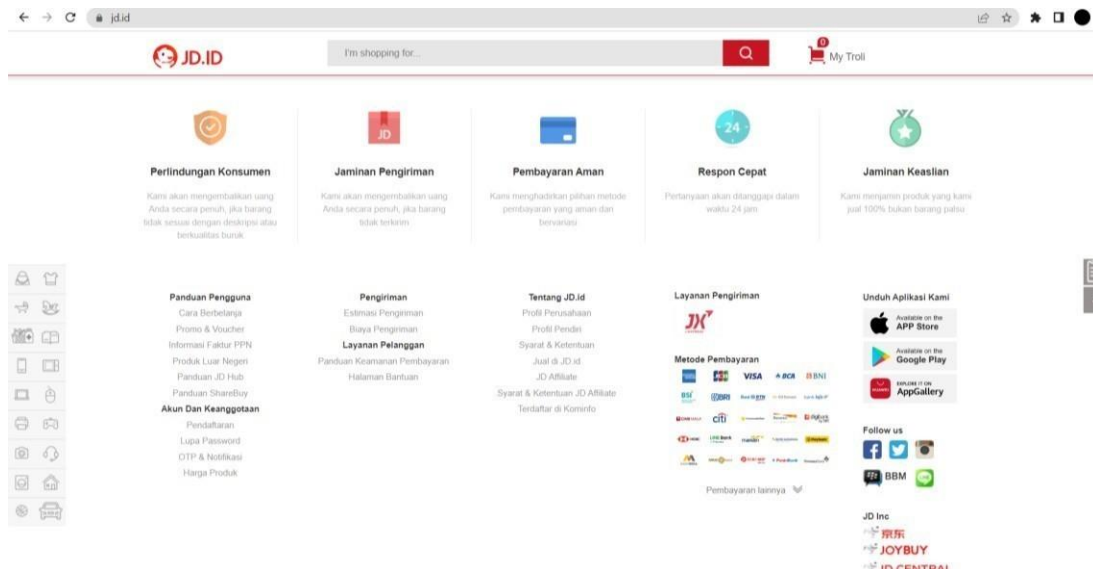 jd.id
JD.ID
I'm shopping for...
0
My Troli
JD
24
Perlindungan Konsumen
Kami akan mengembalikan uang
Anda secara penuh, jika barang
tidak sesuai dengan deskripsi atau
berkualitas buruk
Jaminan Pengiriman
Kami akan mengembalikan uang
Anda secara penuh, jika barang
tidak terkirim
Pembayaran Aman
Kami menghadirkan pilihan metode
pembayaran yang aman dan
bervariasi
Respon Cepat
Pertanyaan akan ditanggapi dalam
waktu 24 jam
Jaminan Keaslian
Kami menjamin produk yang kami
jual 100% bukan barang palsu
Panduan Pengguna
Cara Berbelanja
Promo & Voucher
Informasi Faktur PPN
Produk Luar Negeri
Panduan JD Hub
Panduan ShareBuy
Akun Dan Keanggotaan
Pendaftaran
Lupa Password
OTP & Notifikasi
Harga Produk
Pengiriman
Estimasi Pengiriman
Biaya Pengiriman
Layanan Pelanggan
Panduan Keamanan Pembayaran
Halaman Bantuan
Tentang JD.id
Profil Perusahaan
Profil Pendiri
Syarat & Ketentuan
Jual di JD.id
JD Affiliate
Syarat & Ketentuan JD Affiliate
Terdaftar di Kominfo
Layanan Pengiriman
JX
Metode Pembayaran
JCB
VISA
BCA
BNI
BSI
BRI
citi
digibank
LINE Bank
mandiri
Pembayaran lainnya
Unduh Aplikasi Kami
Available on the
APP Store
Available on the
Google Play
EXPLORE IT ON
AppGallery
Follow us
BBM
LINE
JD Inc
京东
JOYBUY
JD CENTRAL